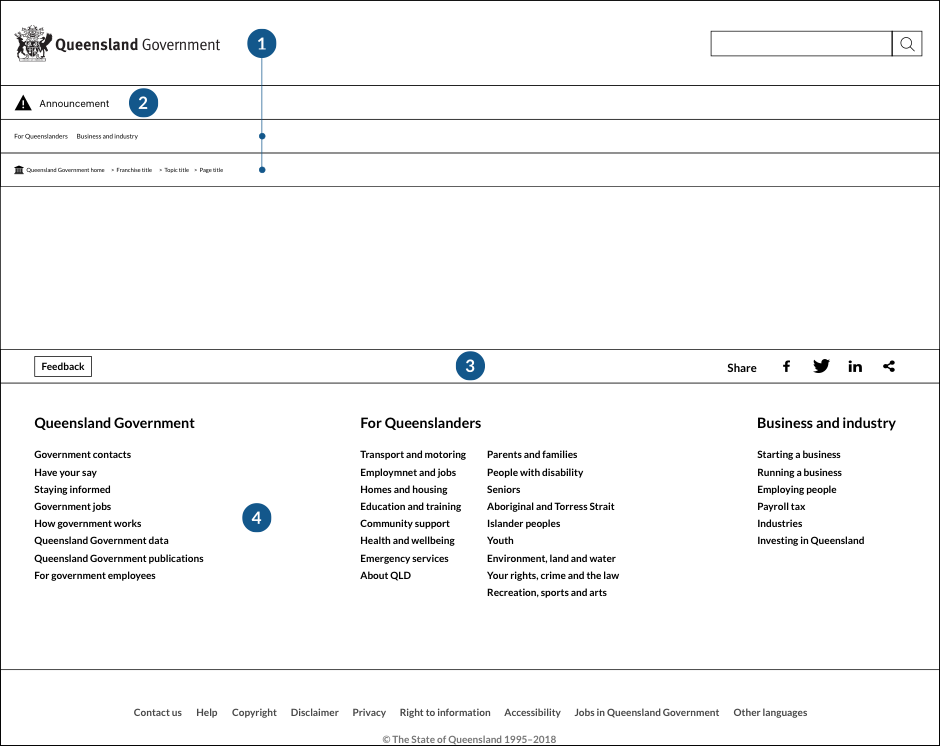 Queensland Government
1
Announcement
2
For Queenslanders Business and industry
Queensland Government home > Franchise title > Topic title > Page title
Feedback
3
Share
Queensland Government
Government contacts
Have your say
Staying informed
Government jobs
How government works
Queensland Government data
Queensland Government publications
For government employees
4
For Queenslanders
Transport and motoring
Employmnet and jobs
Homes and housing
Education and training
Community support
Health and wellbeing
Emergency services
About QLD
Parents and families
People with disability
Seniors
Aboriginal and Torress Strait
Islander peoples
Youth
Environment, land and water
Your rights, crime and the law
Recreation, sports and arts
Business and industry
Starting a business
Running a business
Employing people
Payroll tax
Industries
Investing in Queensland
Contact us Help Copyright Disclaimer Privacy Right to information Accessibility Jobs in Queensland Government Other languages
© The State of Queensland 1995–2018